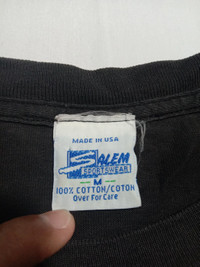 MADE IN USA
SALEM
SPORTSWEAR
M
100% COTTON/COTON
Over For Care